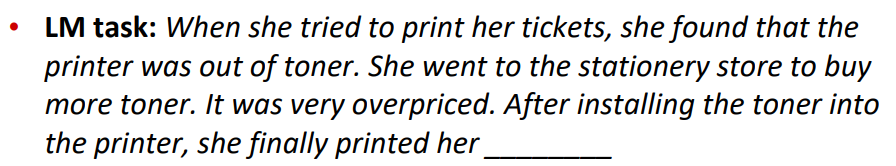 • LM task: When she tried to print her tickets, she found that the
printer was out of toner. She went to the stationery store to buy
more toner. It was very overpriced. After installing the toner into
the printer, she finally printed her ________